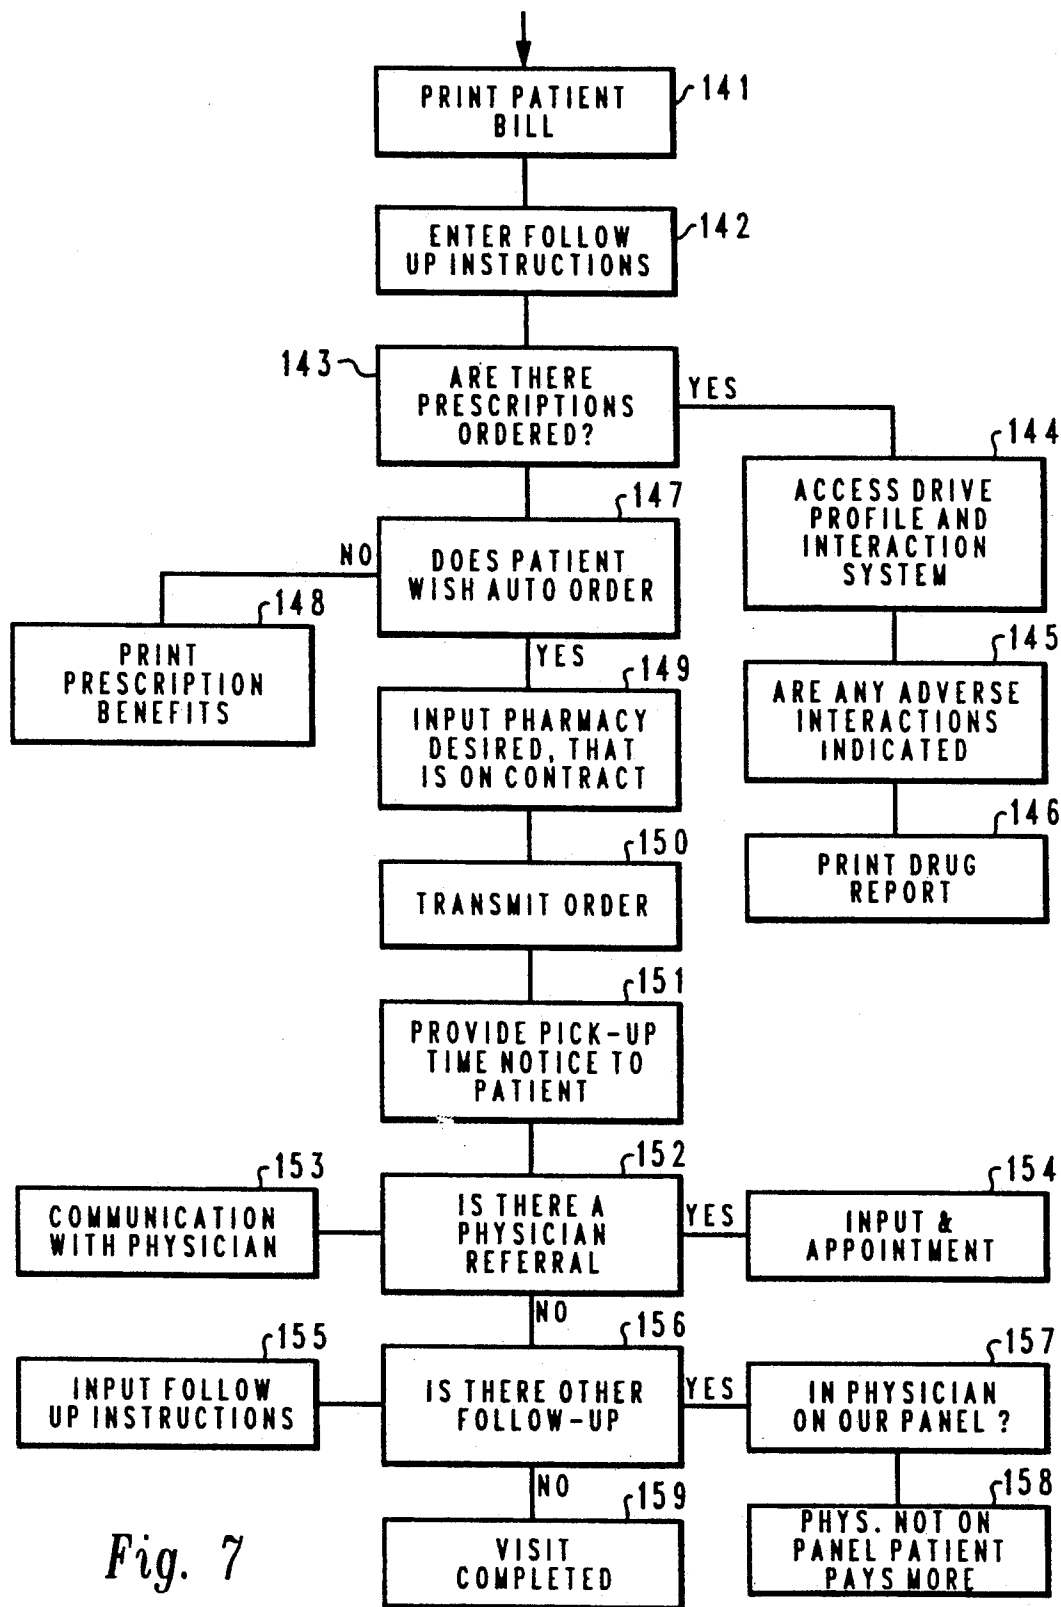 141
PRINT PATIENT
BILL
142
ENTER FOLLOW
UP INSTRUCTIONS
143
ARE THERE
PRESCRIPTIONS
ORDERED?
YES
144
ACCESS DRIVE
PROFILE AND
INTERACTION
SYSTEM
147
DOES PATIENT
WISH AUTO ORDER
NO
148
PRINT
PRESCRIPTION
BENEFITS
YES
145
ARE ANY ADVERSE
INTERACTIONS
INDICATED
149
INPUT PHARMACY
DESIRED, THAT
IS ON CONTRACT
146
PRINT DRUG
REPORT
150
TRANSMIT ORDER
151
PROVIDE PICK-UP
TIME NOTICE TO
PATIENT
153
COMMUNICATION
WITH PHYSICIAN
152
IS THERE A
PHYSICIAN
REFERRAL
YES
154
INPUT &
APPOINTMENT
NO
155
INPUT FOLLOW
UP INSTRUCTIONS
156
IS THERE OTHER
FOLLOW-UP
YES
157
IN PHYSICIAN
ON OUR PANEL ?
NO
158
PHYS. NOT ON
PANEL PATIENT
PAYS MORE
159
VISIT
COMPLETED
Fig. 7